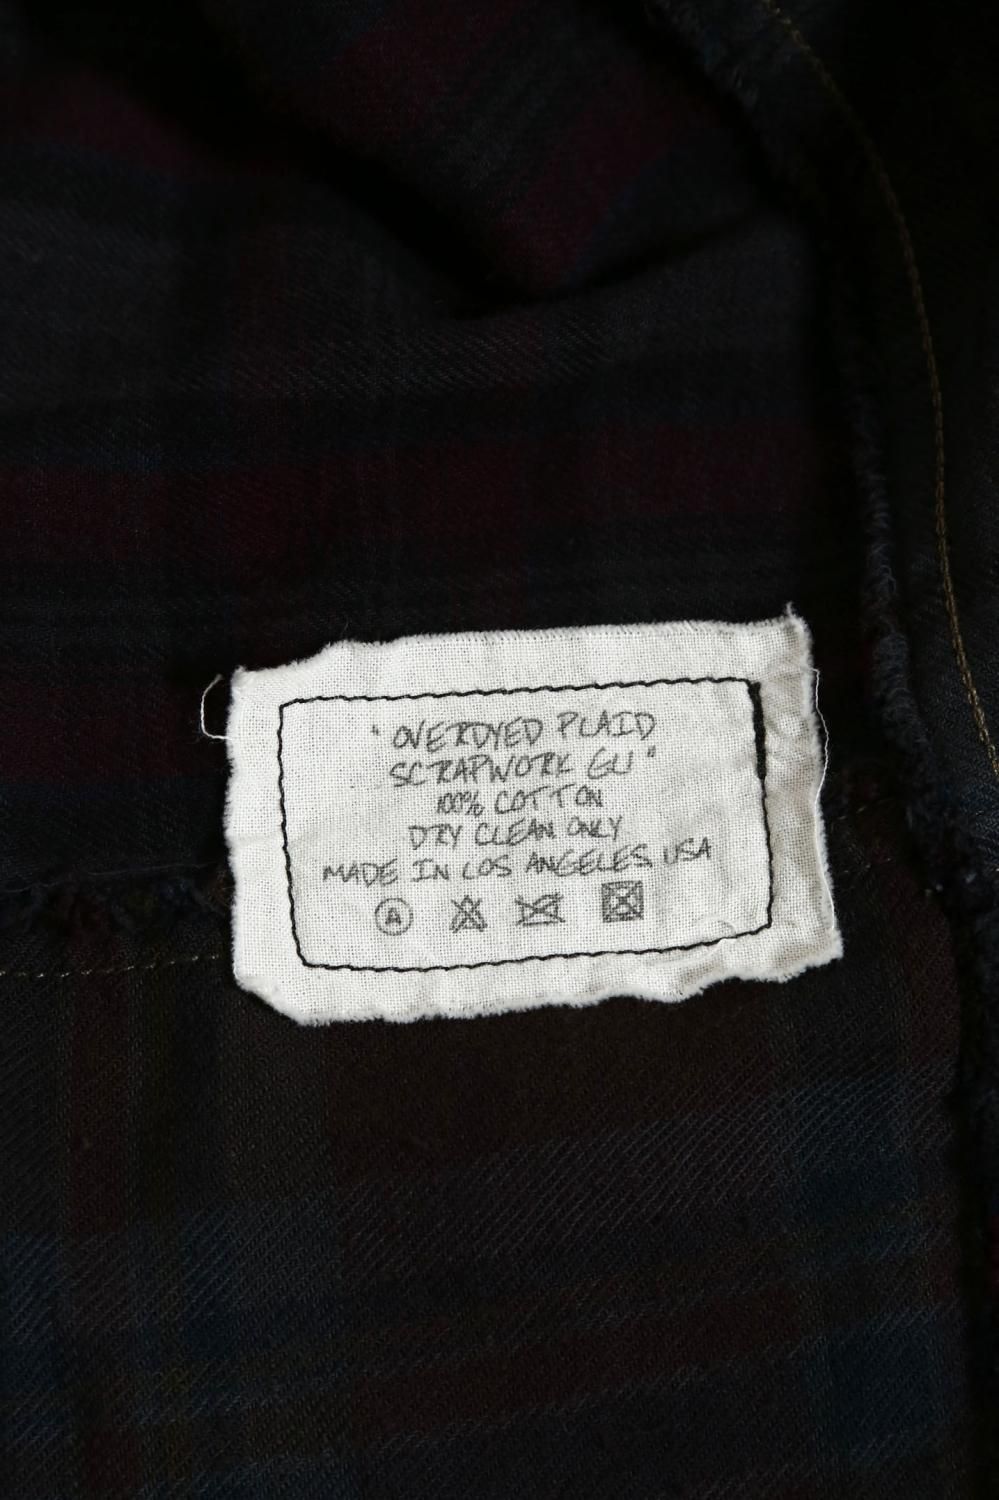 "OVERDYED PLAID
SCRAPWORK GU"
100% COTTON
DRY CLEAN ONLY
MADE IN LOS ANGELES USA
A